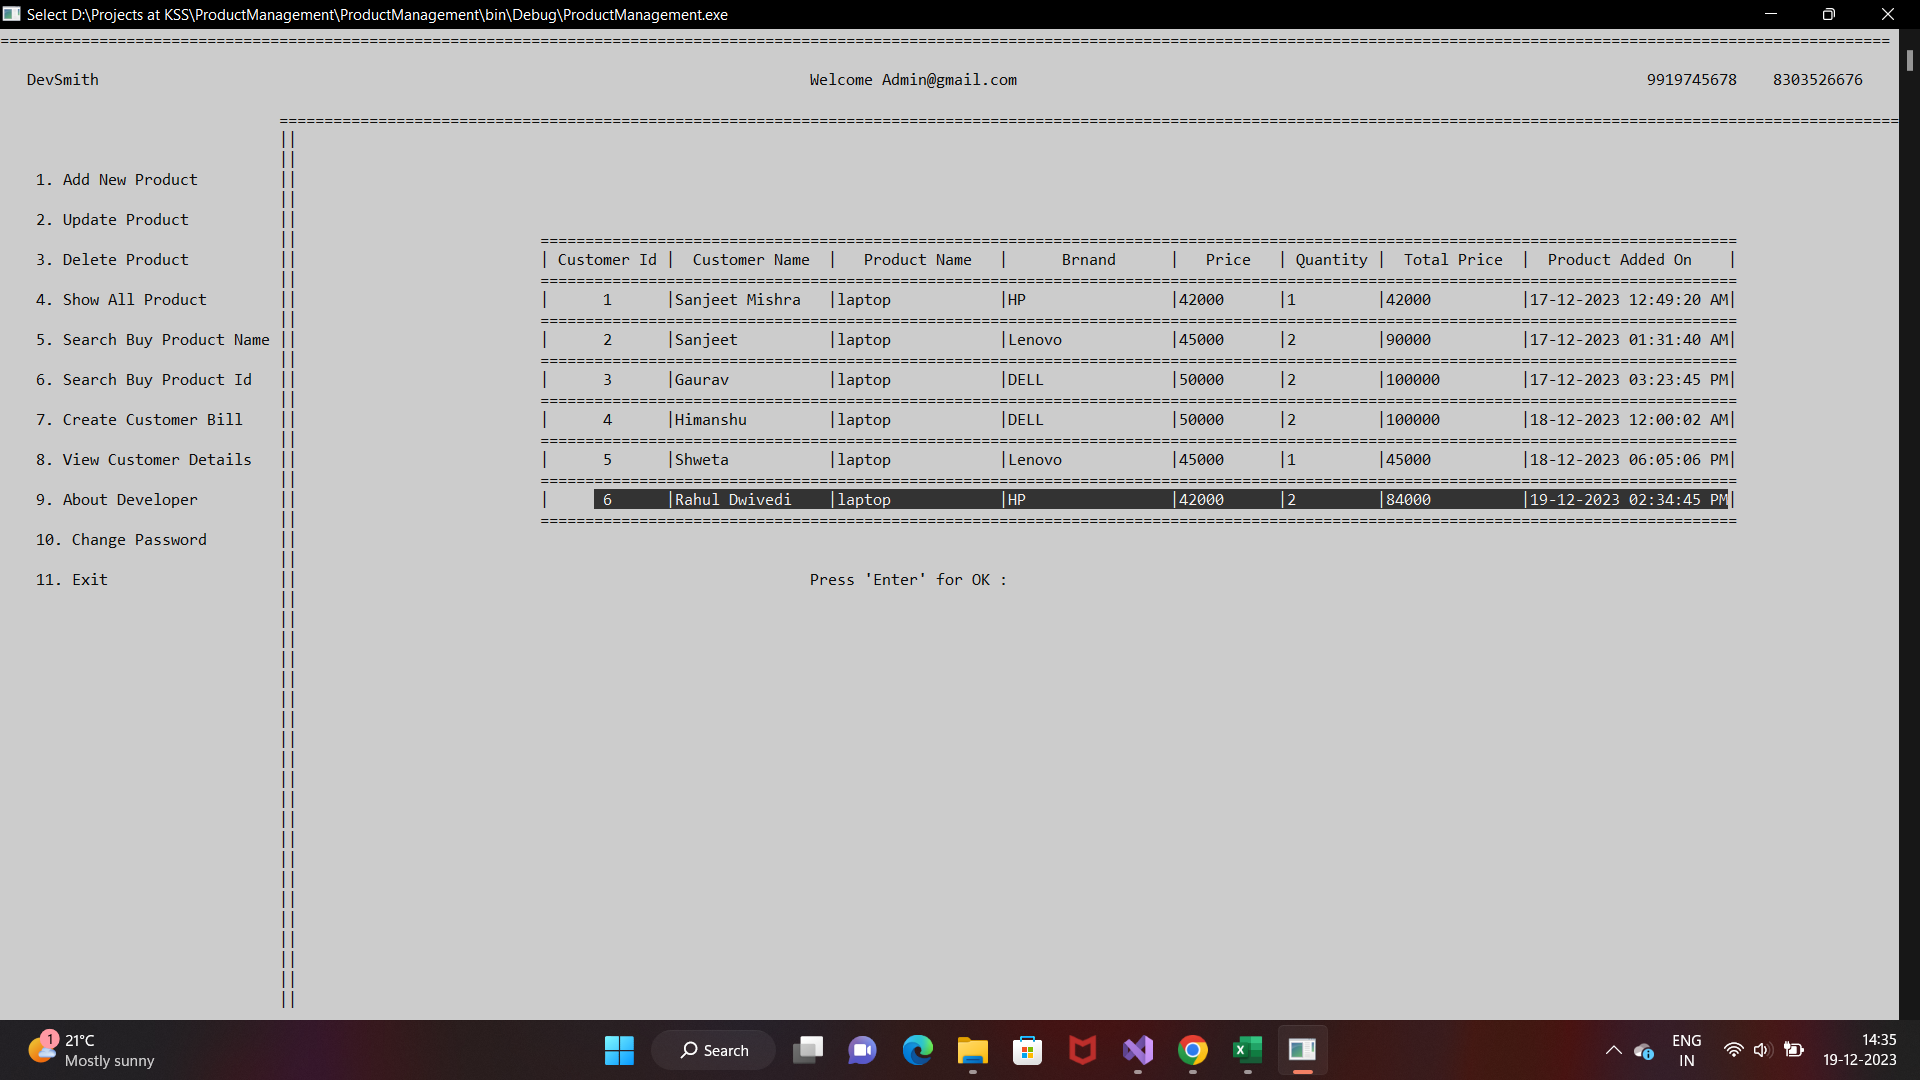 Select D:\Projects at KSS\ProductManagement\ProductManagement\bin\Debug\ProductManagement.exe
DevSmith Welcome Admin@gmail.com 9919745678 8303526676
1. Add New Product
2. Update Product
3. Delete Product
4. Show All Product
5. Search Buy Product Name
6. Search Buy Product Id
7. Create Customer Bill
8. View Customer Details
9. About Developer
10. Change Password
11. Exit
| Customer Id | Customer Name | Product Name | Brnand | Price | Quantity | Total Price | Product Added On |
| 1 |Sanjeet Mishra |laptop |HP |42000 |1 |42000 |17-12-2023 12:49:20 AM|
| 2 |Sanjeet |laptop |Lenovo |45000 |2 |90000 |17-12-2023 01:31:40 AM|
| 3 |Gaurav |laptop |DELL |50000 |2 |100000 |17-12-2023 03:23:45 PM|
| 4 |Himanshu |laptop |DELL |50000 |2 |100000 |18-12-2023 12:00:02 AM|
| 5 |Shweta |laptop |Lenovo |45000 |1 |45000 |18-12-2023 06:05:06 PM|
| 6 |Rahul Dwivedi |laptop |HP |42000 |2 |84000 |19-12-2023 02:34:45 PM|
Press 'Enter' for OK :
1
21°C
Mostly sunny
Search
ENG
IN
14:35
19-12-2023